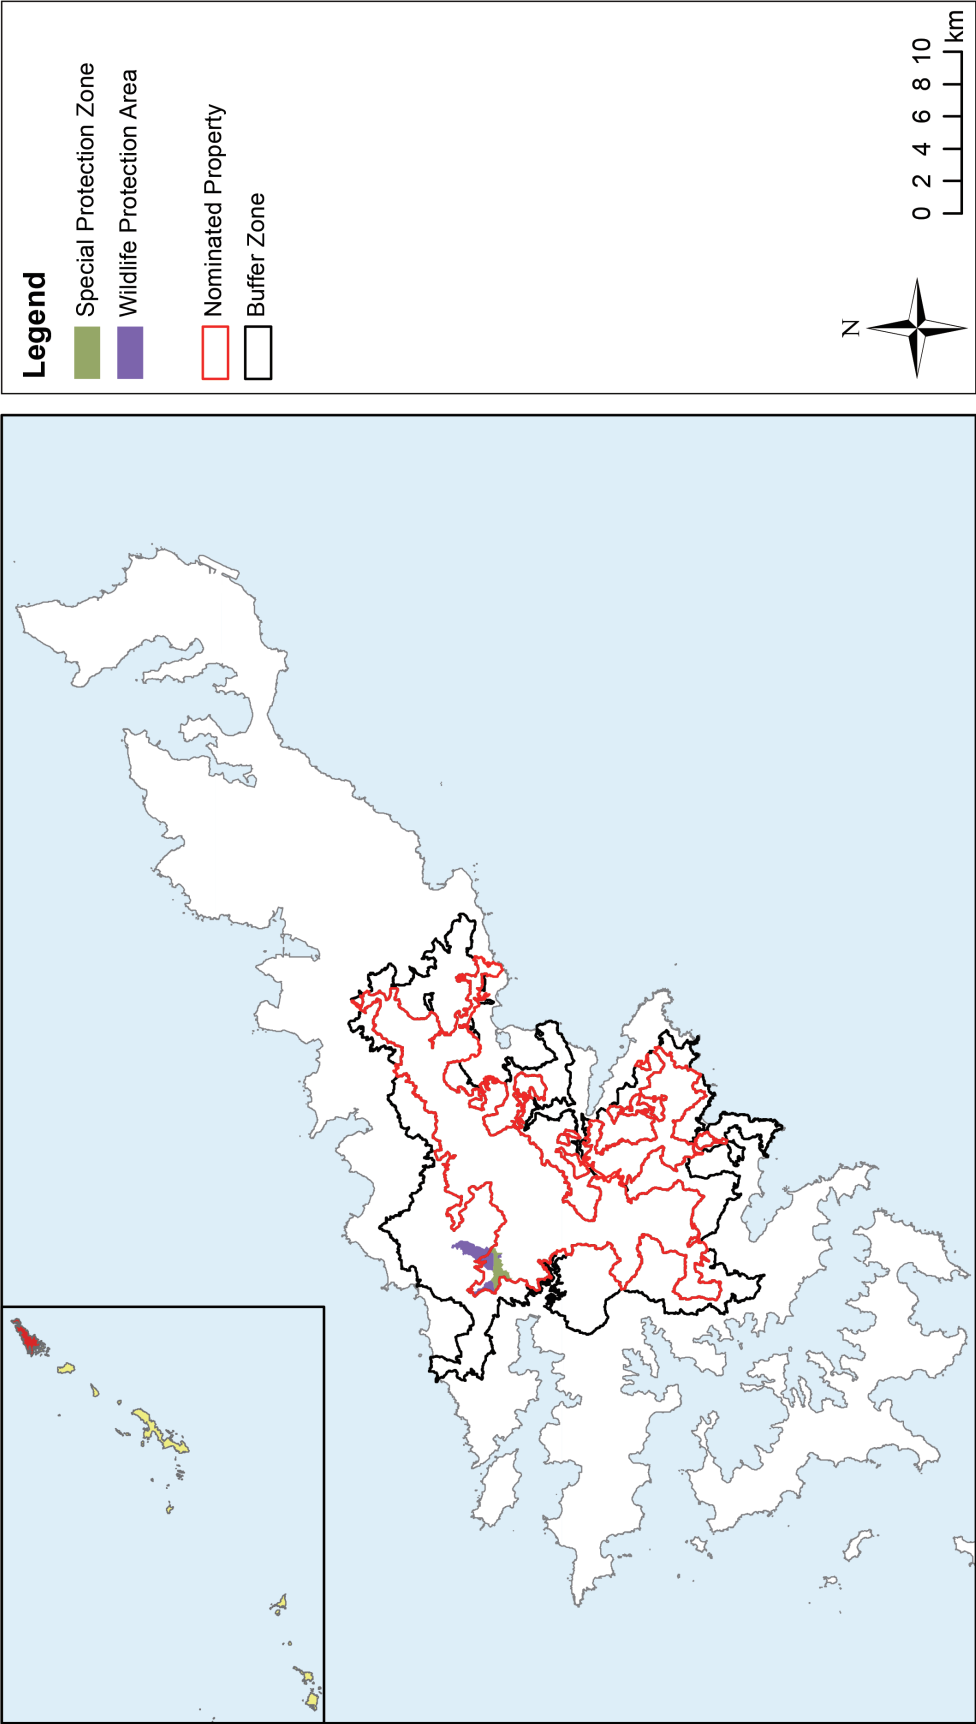 Legend
Special Protection Zone
Wildlife Protection Area
Nominated Property
Buffer Zone
N
0 2 4 6 8 10
km